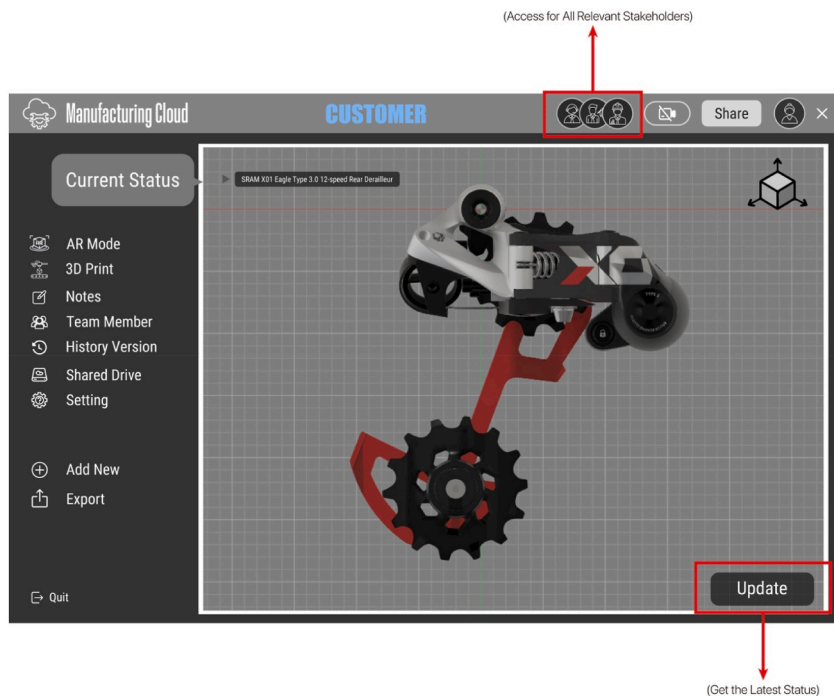 (Access for All Relevant Stakeholders)
Manufacturing Cloud
CUSTOMER
Share
Current Status
SRAM X01 Eagle Type 3.0 12-speed Rear Derailleur
AR Mode
3D Print
Notes
Team Member
History Version
Shared Drive
Setting
Add New
Export
Quit
Update
(Get the Latest Status)